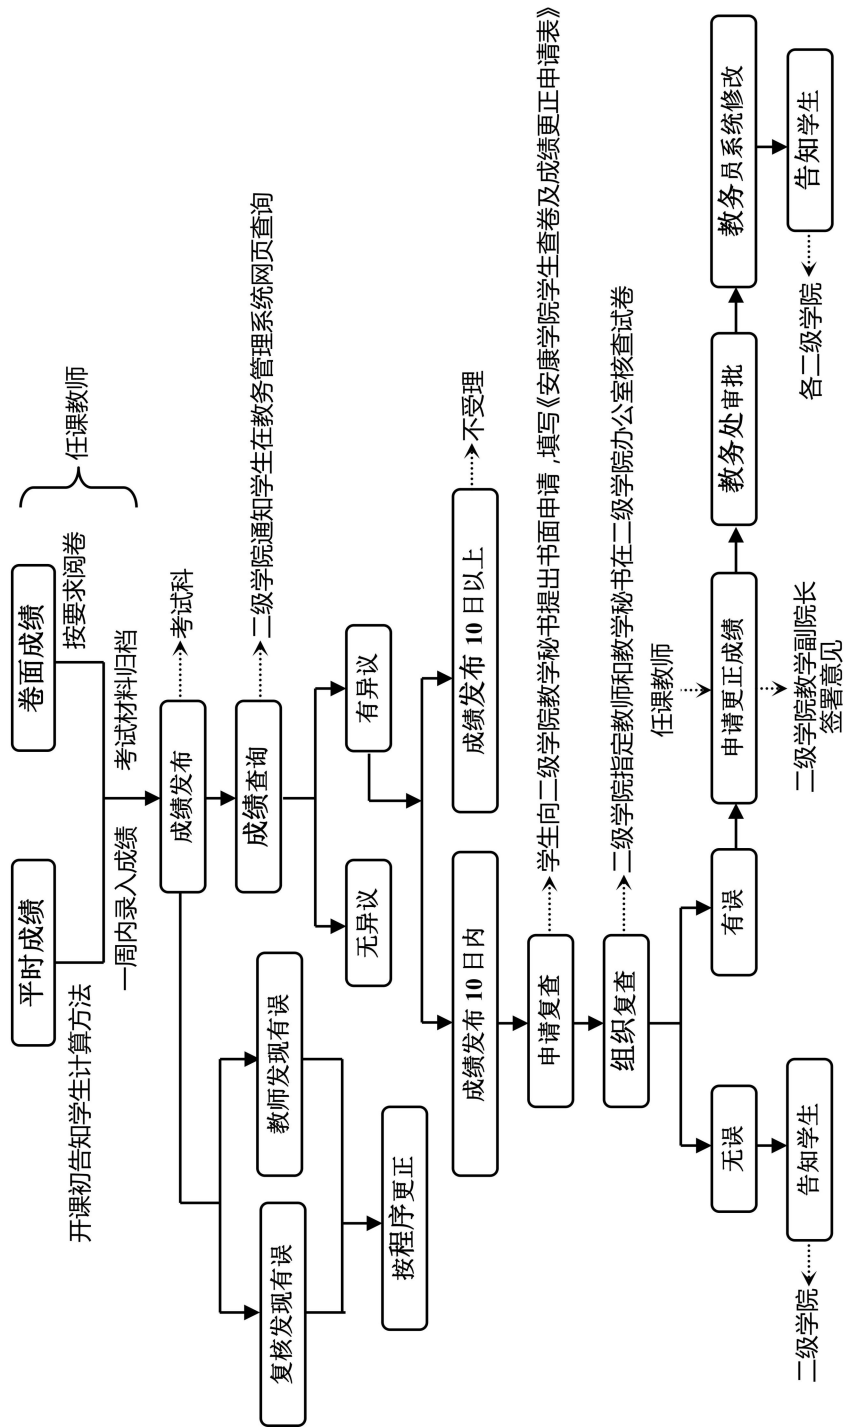 平时成绩
卷面成绩
开课初告知学生计算方法
按要求阅卷
任课教师
一周内录入成绩
考试材料归档
成绩发布
考试科
复核发现有误
教师发现有误
成绩查询
二级学院通知学生在教务管理系统网页查询
无异议
有异议
按程序更正
成绩发布 10 日内
成绩发布 10 日以上
不受理
申请复查
学生向二级学院教学秘书提出书面申请,填写《安康学院学生查卷及成绩更正申请表》
组织复查
二级学院指定教师和教学秘书在二级学院办公室核查试卷
任课教师
无误
有误
申请更正成绩
教务处审批
教务员系统修改
二级学院
告知学生
二级学院教学副院长
签署意见
各二级学院
告知学生